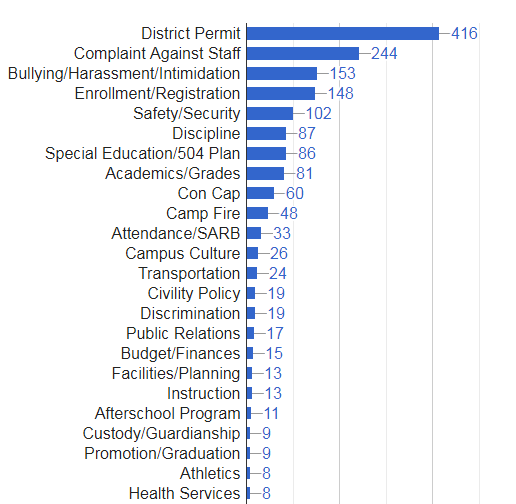 District Permit 416
Complaint Against Staff 244
Bullying/Harassment/Intimidation 153
Enrollment/Registration 148
Safety/Security 102
Discipline 87
Special Education/504 Plan 86
Academics/Grades 81
Con Cap 60
Camp Fire 48
Attendance/SARB 33
Campus Culture 26
Transportation 24
Civility Policy 19
Discrimination 19
Public Relations 17
Budget/Finances 15
Facilities/Planning 13
Instruction 13
Afterschool Program 11
Custody/Guardianship 9
Promotion/Graduation 9
Athletics 8
Health Services 8